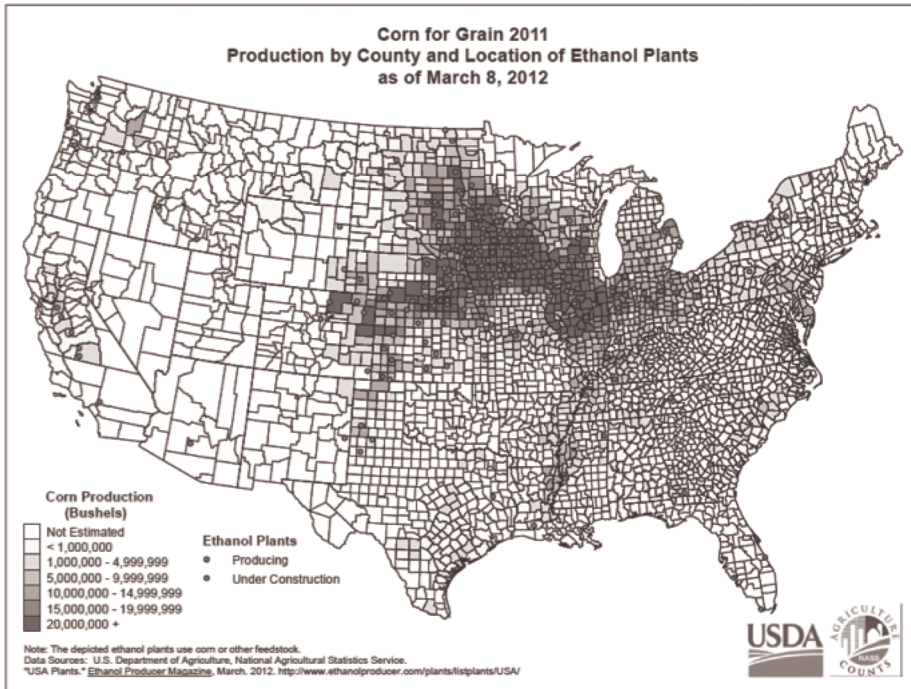 Corn for Grain 2011
Production by County and Location of Ethanol Plants
as of March 8, 2012
Corn Production
(Bushels)
Not Estimated
< 1,000,000
1,000,000 - 4,999,999
5,000,000 - 9,999,999
10,000,000 - 14,999,999
15,000,000 - 19,999,999
20,000,000 +
Ethanol Plants
Producing
Under Construction
Note: The depicted ethanol plants use corn or other feedstock.
Data Sources: U.S. Department of Agriculture, National Agricultural Statistics Service.
"USA Plants." Ethanol Producer Magazine, March. 2012. http://www.ethanolproducer.com/plants/listplants/USA/
USDA
AGRICULTURE
NASS
COUNTS